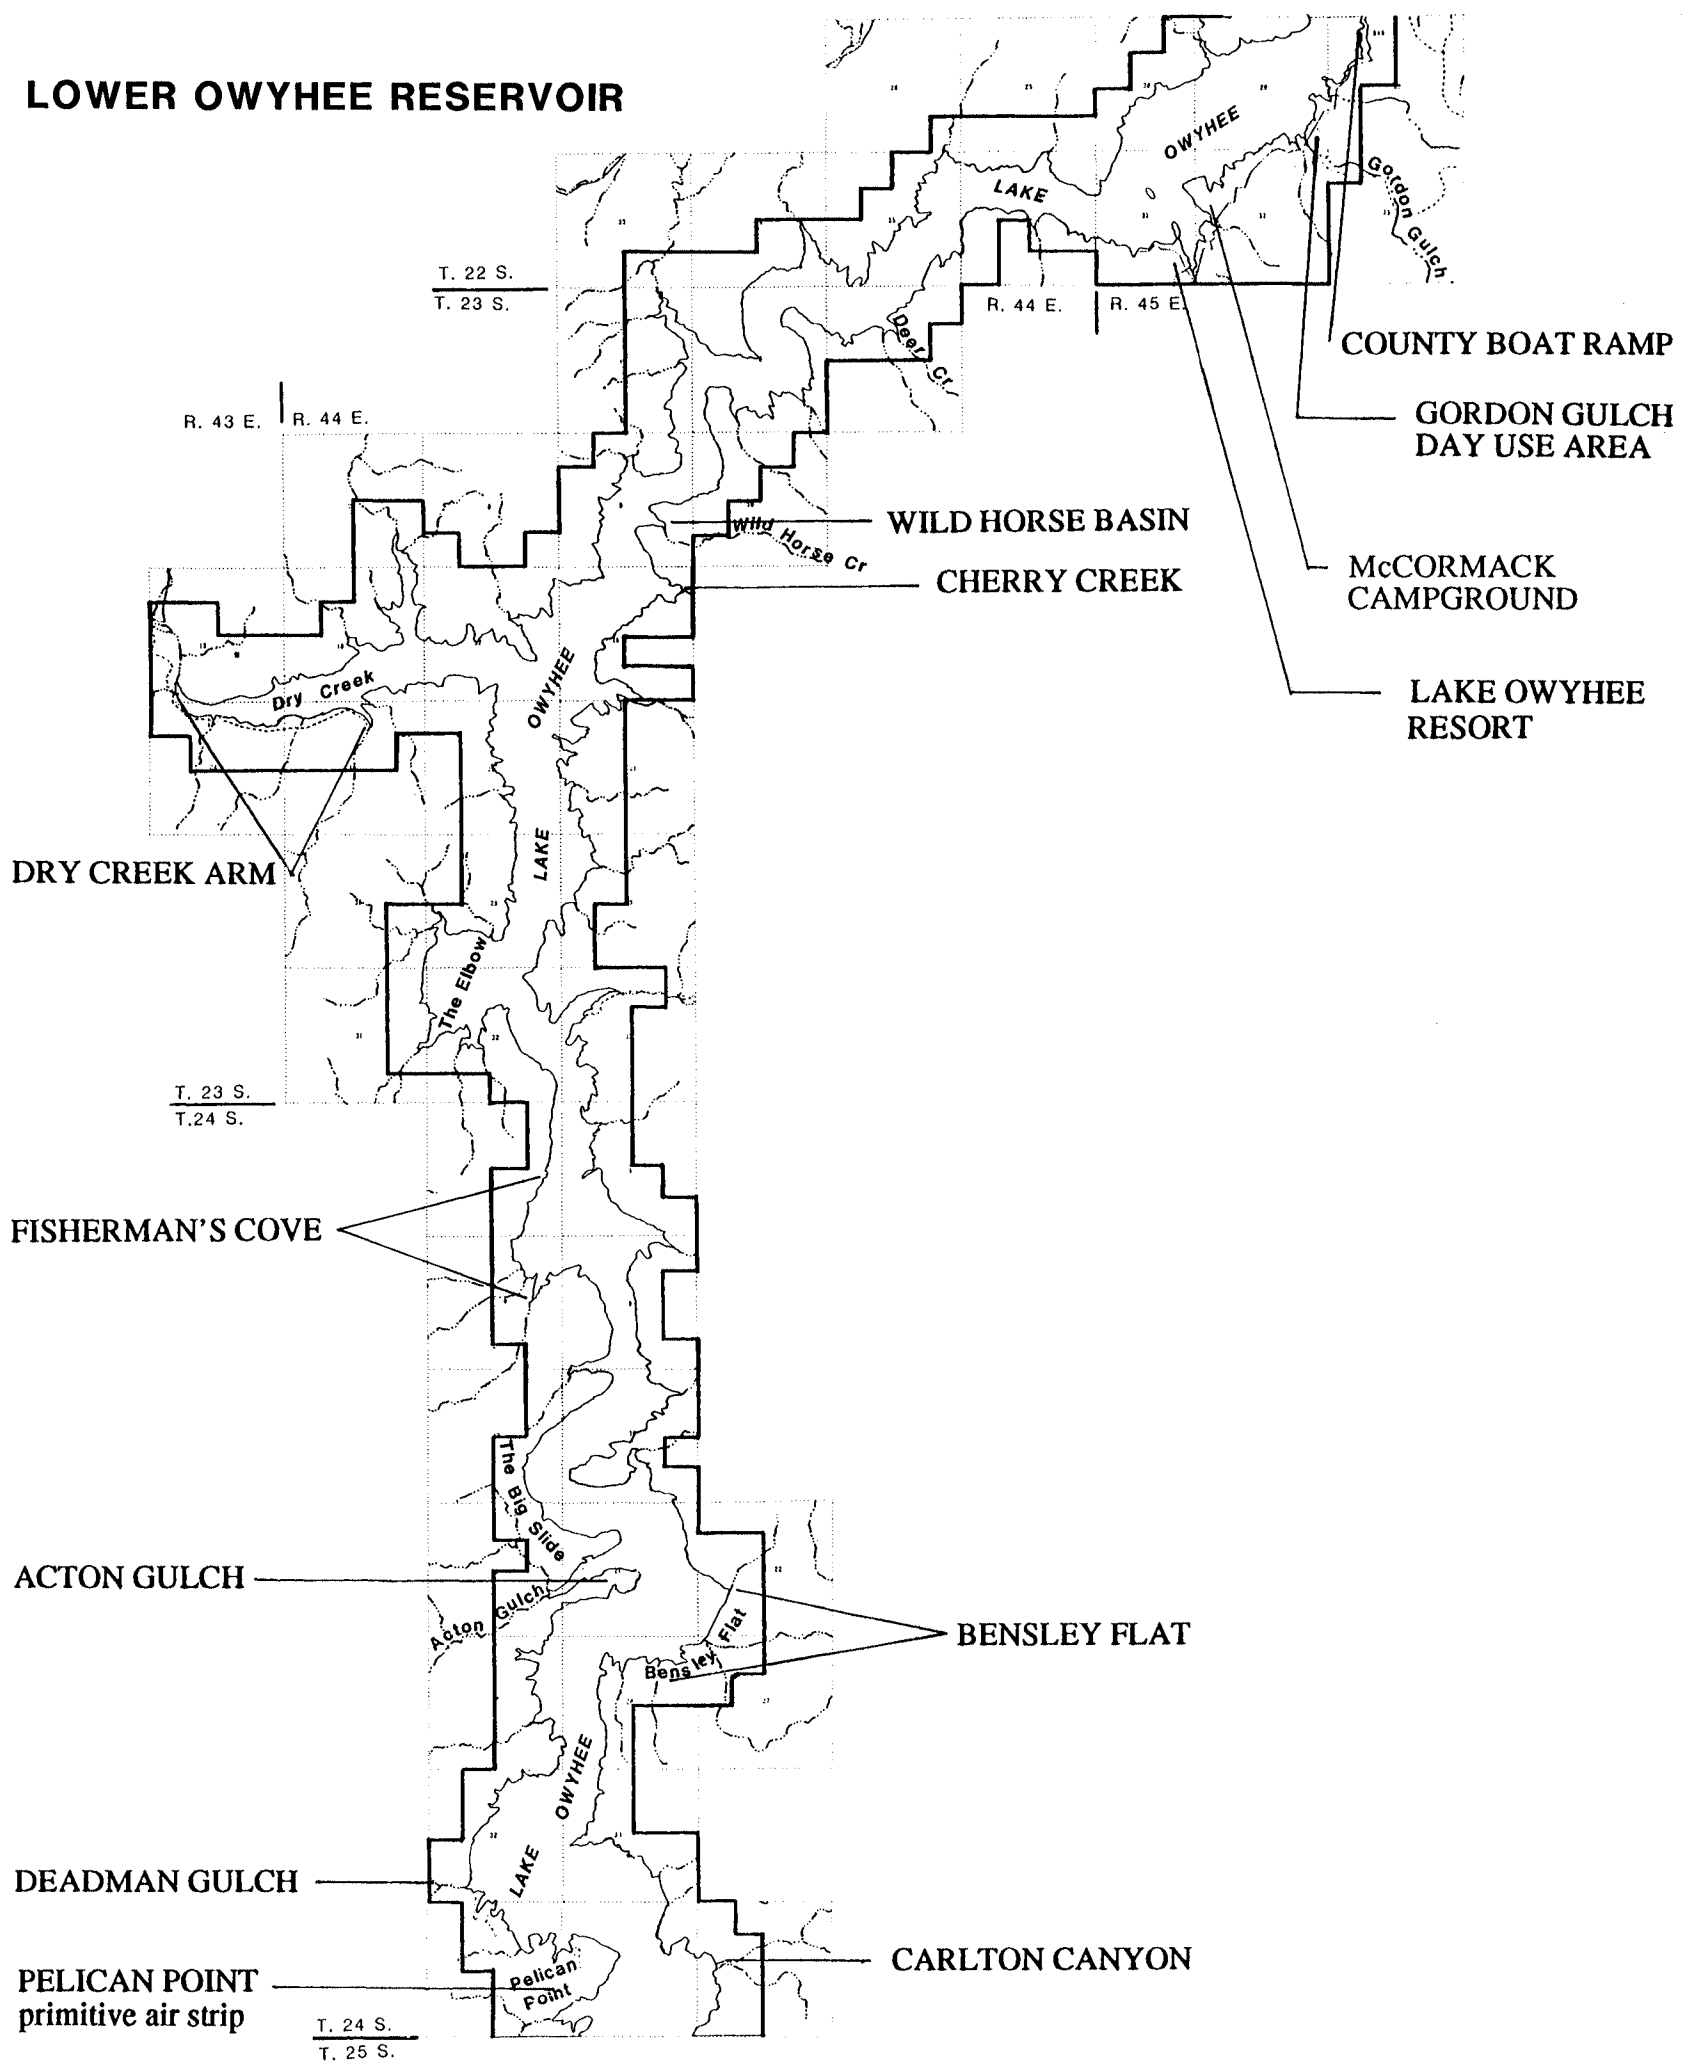 LOWER OWYHEE RESERVOIR
OWYHEE
LAKE
Gordon Gulch
T. 22 S.
T. 23 S.
R. 44 E.
R. 45 E.
Deer Cr.
COUNTY BOAT RAMP
R. 43 E.
R. 44 E.
GORDON GULCH
DAY USE AREA
WILD HORSE BASIN
Wild Horse Cr
CHERRY CREEK
McCORMACK
CAMPGROUND
OWYHEE
LAKE
Dry Creek
LAKE OWYHEE
RESORT
DRY CREEK ARM
The Elbow
T. 23 S.
T.24 S.
FISHERMAN'S COVE
The Big Slide
ACTON GULCH
Acton Gulch
BENSLEY FLAT
Bensley Flat
OWYHEE
LAKE
DEADMAN GULCH
CARLTON CANYON
PELICAN POINT
primitive air strip
Pelican
Point
T. 24 S.
T. 25 S.